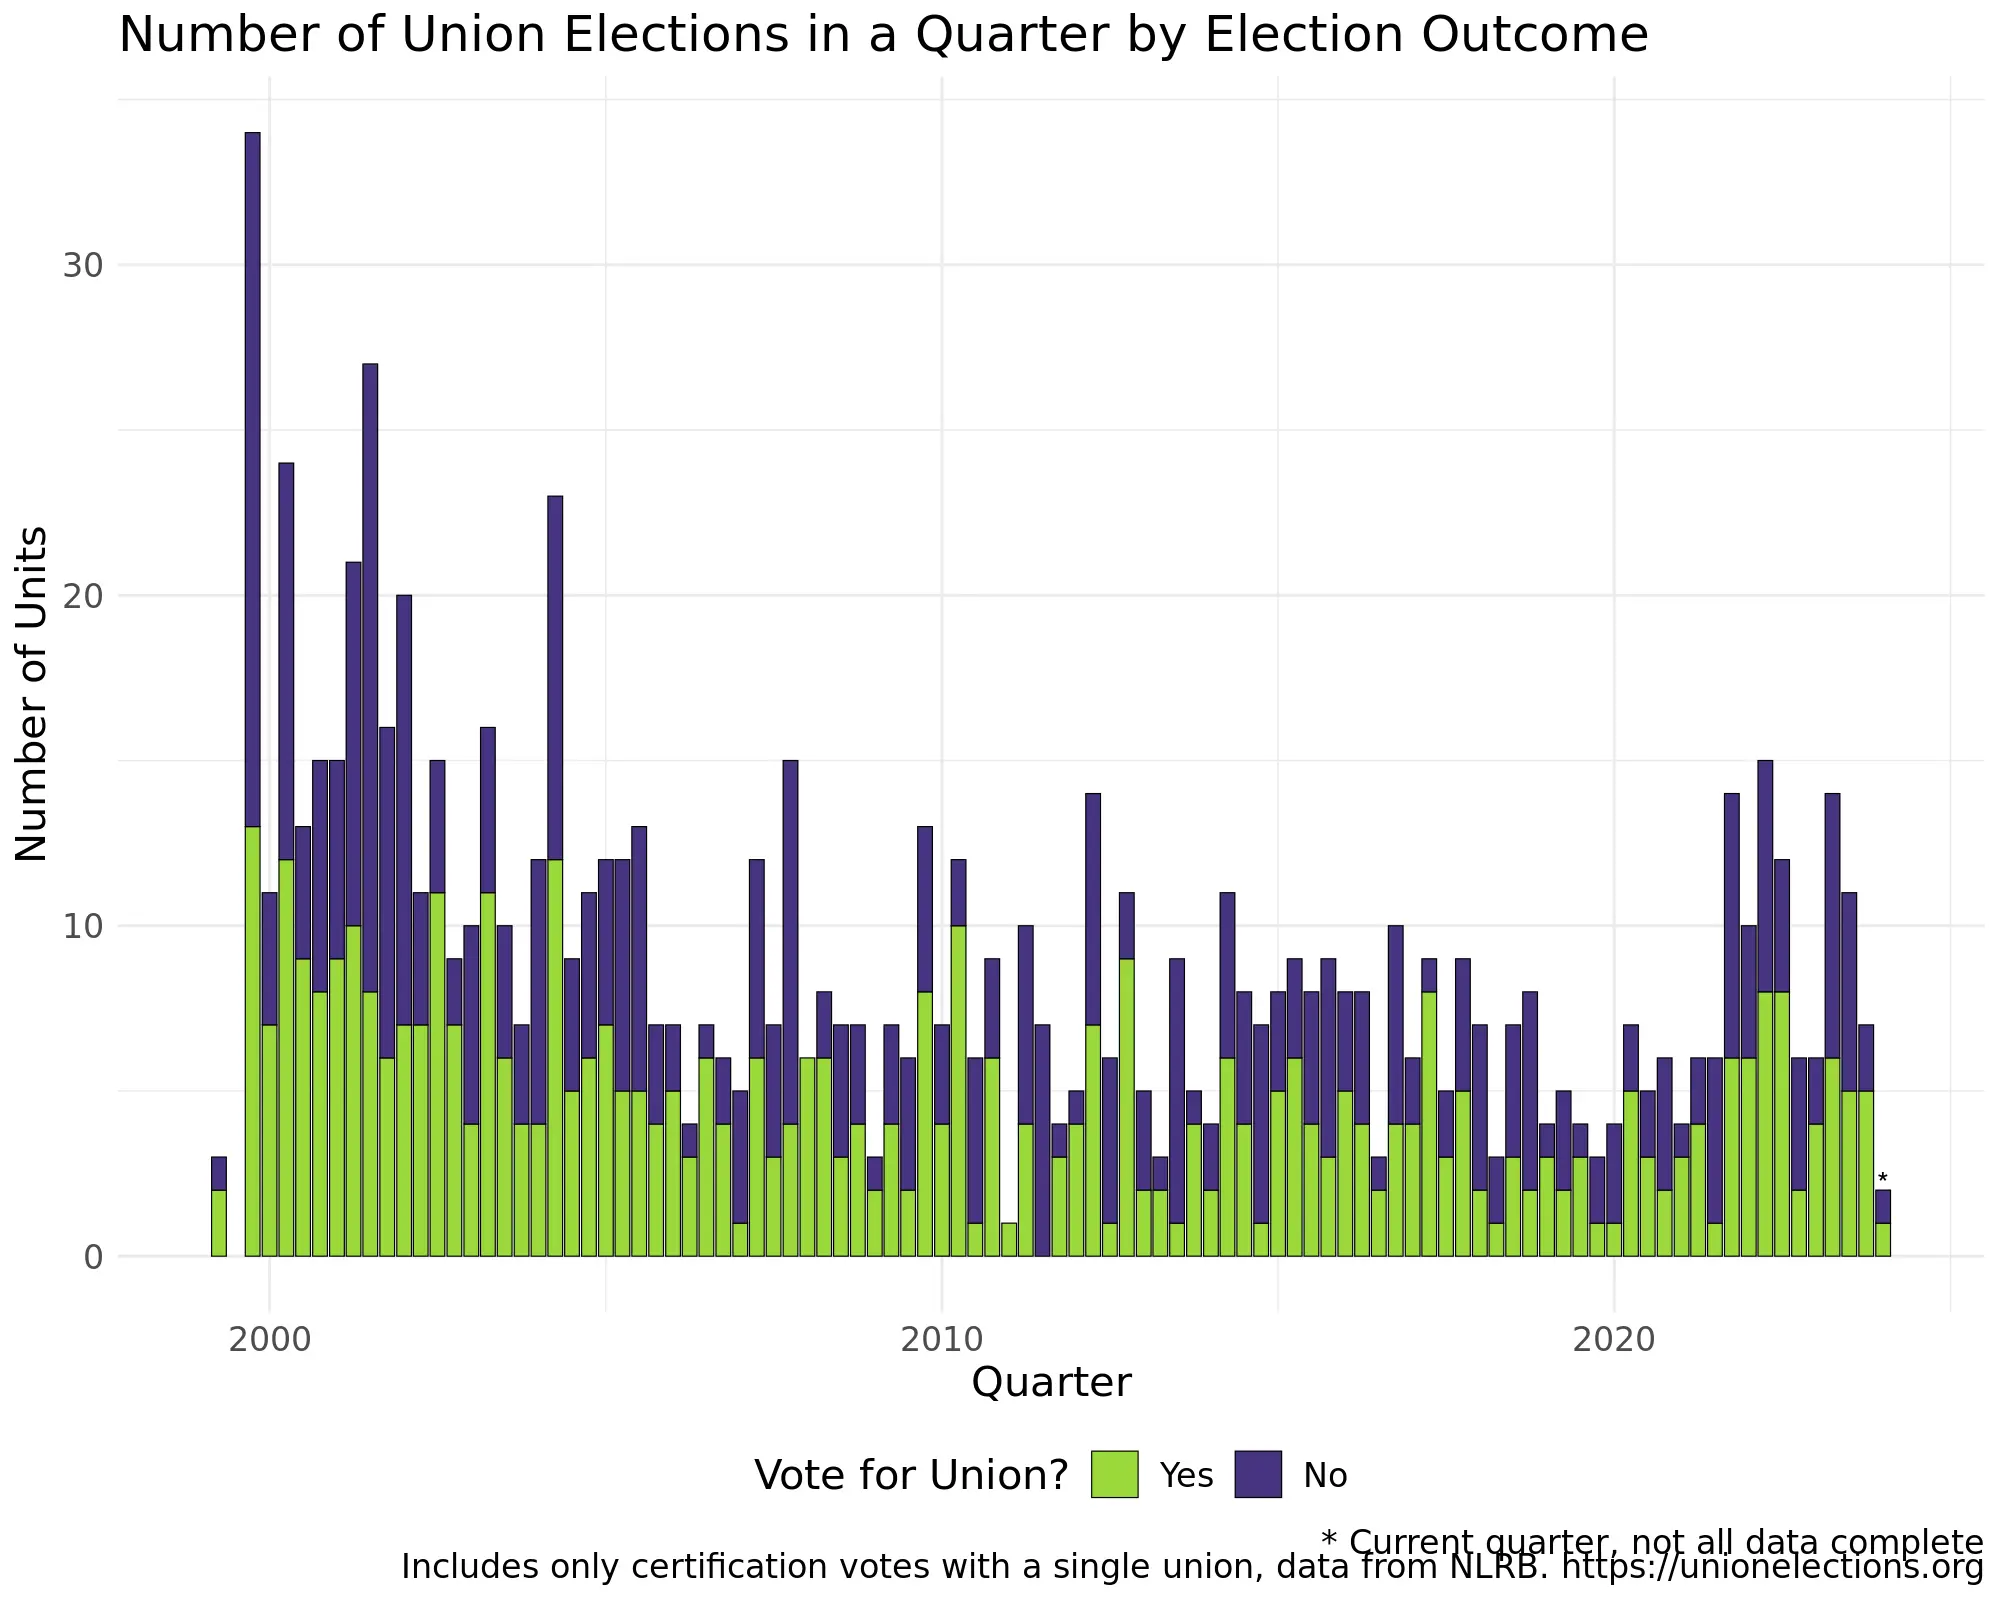 Number of Union Elections in a Quarter by Election Outcome
Number of Units
30
20
10
0
*
2000 2010 2020
Quarter
Vote for Union? Yes No
* Current quarter, not all data complete
Includes only certification votes with a single union, data from NLRB. https://unionelections.org